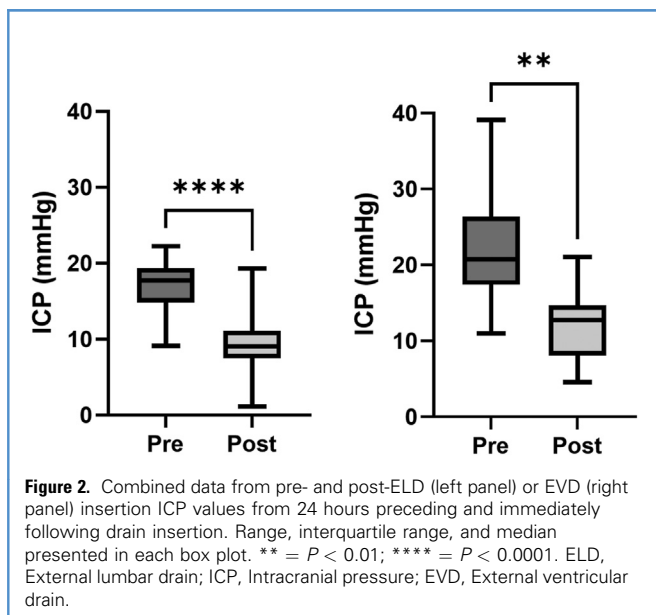 40
30
20
10
0
ICP (mmHg)
****
Pre Post
40
30
20
10
0
ICP (mmHg)
**
Pre Post
Figure 2. Combined data from pre- and post-ELD (left panel) or EVD (right
panel) insertion ICP values from 24 hours preceding and immediately
following drain insertion. Range, interquartile range, and median
presented in each box plot. ** = P < 0.01; **** = P < 0.0001. ELD,
External lumbar drain; ICP, Intracranial pressure; EVD, External ventricular
drain.